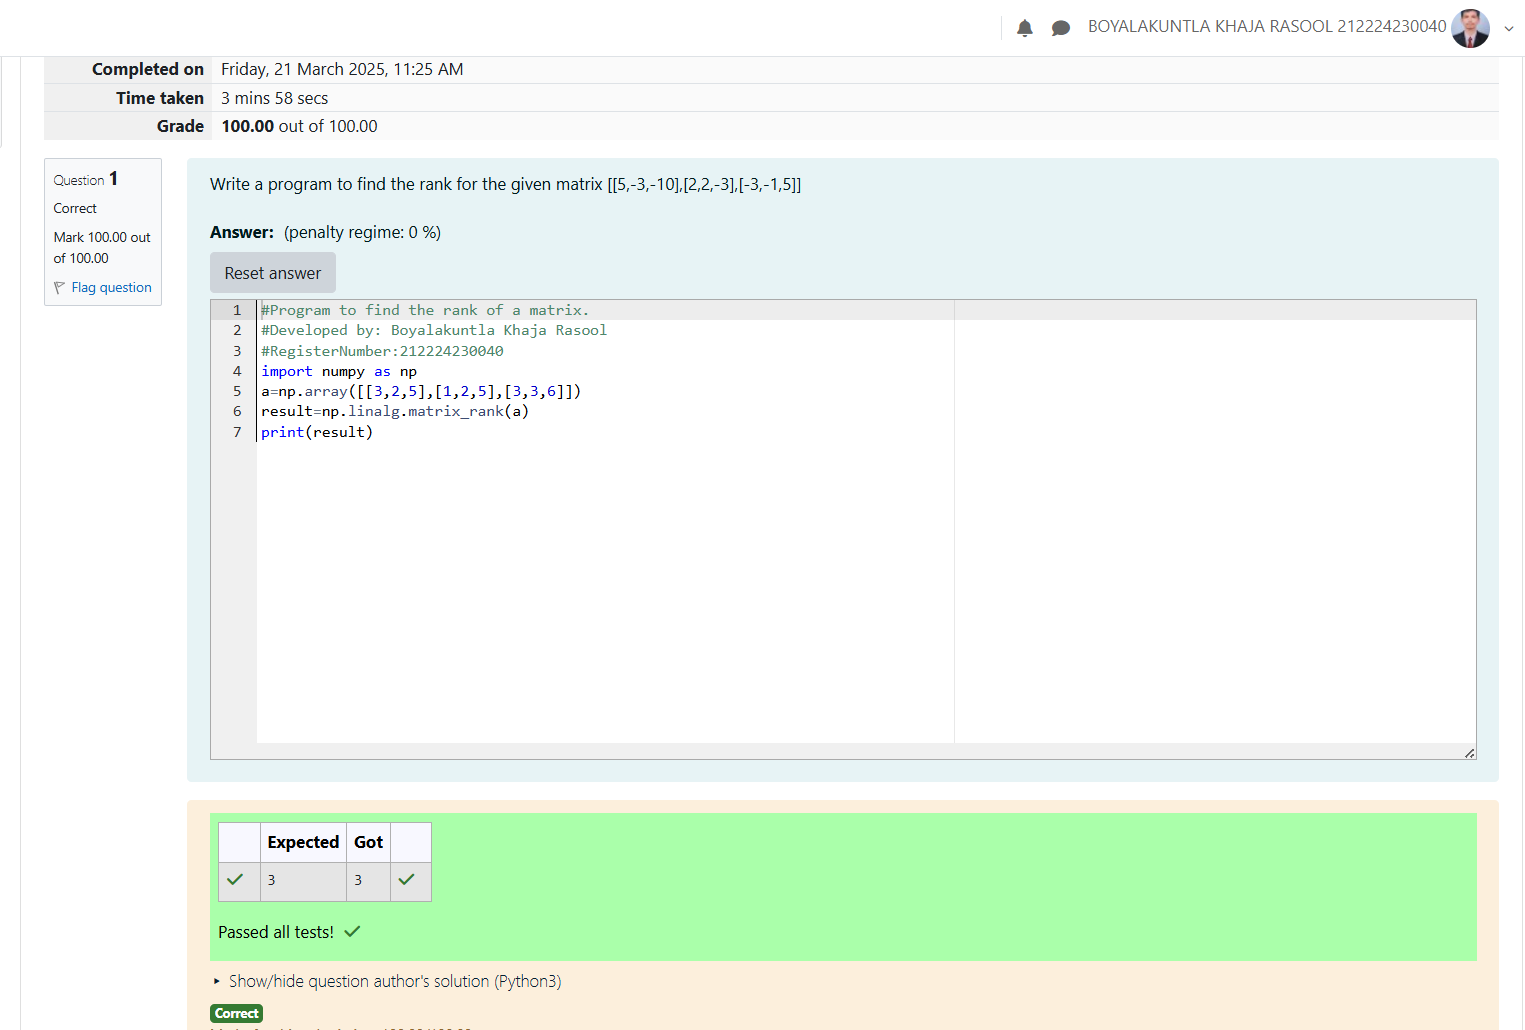 BOYALAKUNTLA KHAJA RASOOL 212224230040
Completed on Friday, 21 March 2025, 11:25 AM
Time taken 3 mins 58 secs
Grade 100.00 out of 100.00
Question 1
Correct
Mark 100.00 out
of 100.00
Flag question
Write a program to find the rank for the given matrix [[5,-3,-10],[2,2,-3],[-3,-1,5]]
Answer: (penalty regime: 0 %)
Reset answer
1 #Program to find the rank of a matrix.
2 #Developed by: Boyalakuntla Khaja Rasool
3 #RegisterNumber:212224230040
4 import numpy as np
5 a=np.array([[3,2,5],[1,2,5],[3,3,6]])
6 result=np.linalg.matrix_rank(a)
7 print(result)
Expected Got
3 3
Passed all tests!
Show/hide question author's solution (Python3)
Correct